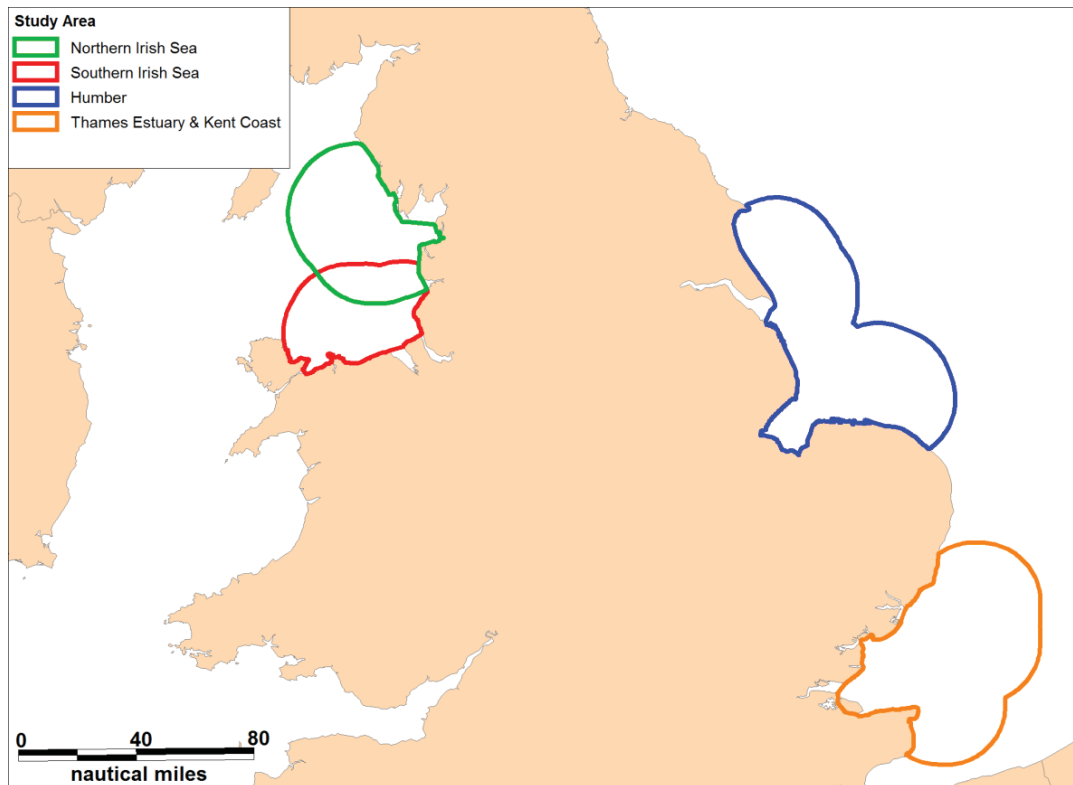 Study Area
Northern Irish Sea
Southern Irish Sea
Humber
Thames Estuary & Kent Coast
0 40 80
nautical miles